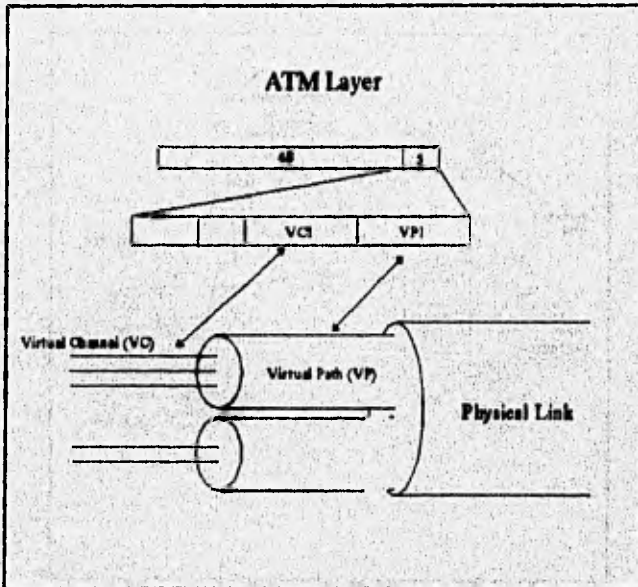 ATM Layer
48 5
VCI VPI
Virtual Channel (VC)
Virtual Path (VP)
Physical Link